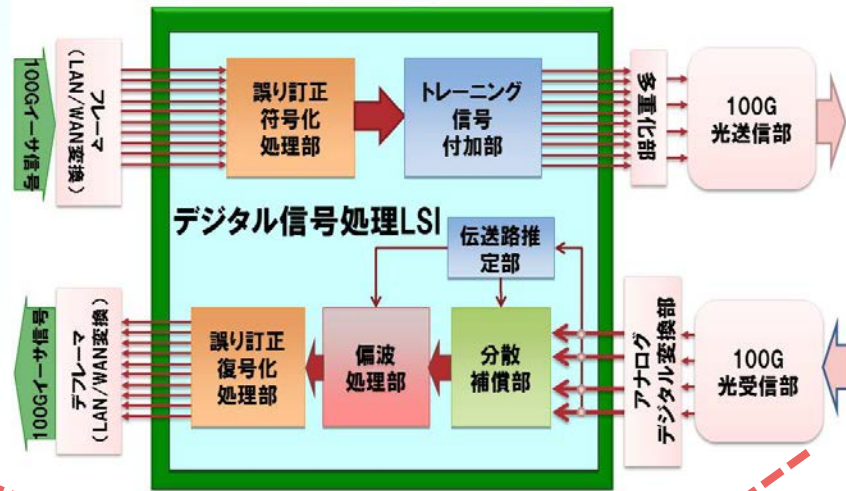 100Gイーサ信号
フレーマ
(LAN/WAN変換)
誤り訂正
符号化
処理部
トレーニング
信号
付加部
多重化部
100G
光送信部
デジタル信号処理LSI
伝送路推
定部
100Gイーサ信号
デフレーマ
(LAN/WAN変換)
誤り訂正
復号化
処理部
偏波
処理部
分散
補償部
アナログ
デジタル変換部
100G
光受信部